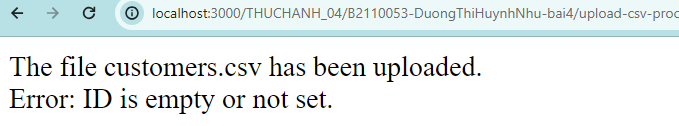 localhost:3000/THUCHANH_04/B2110053-DuongThiHuynhNhu-bai4/upload-csv-proc
The file customers.csv has been uploaded.
Error: ID is empty or not set.